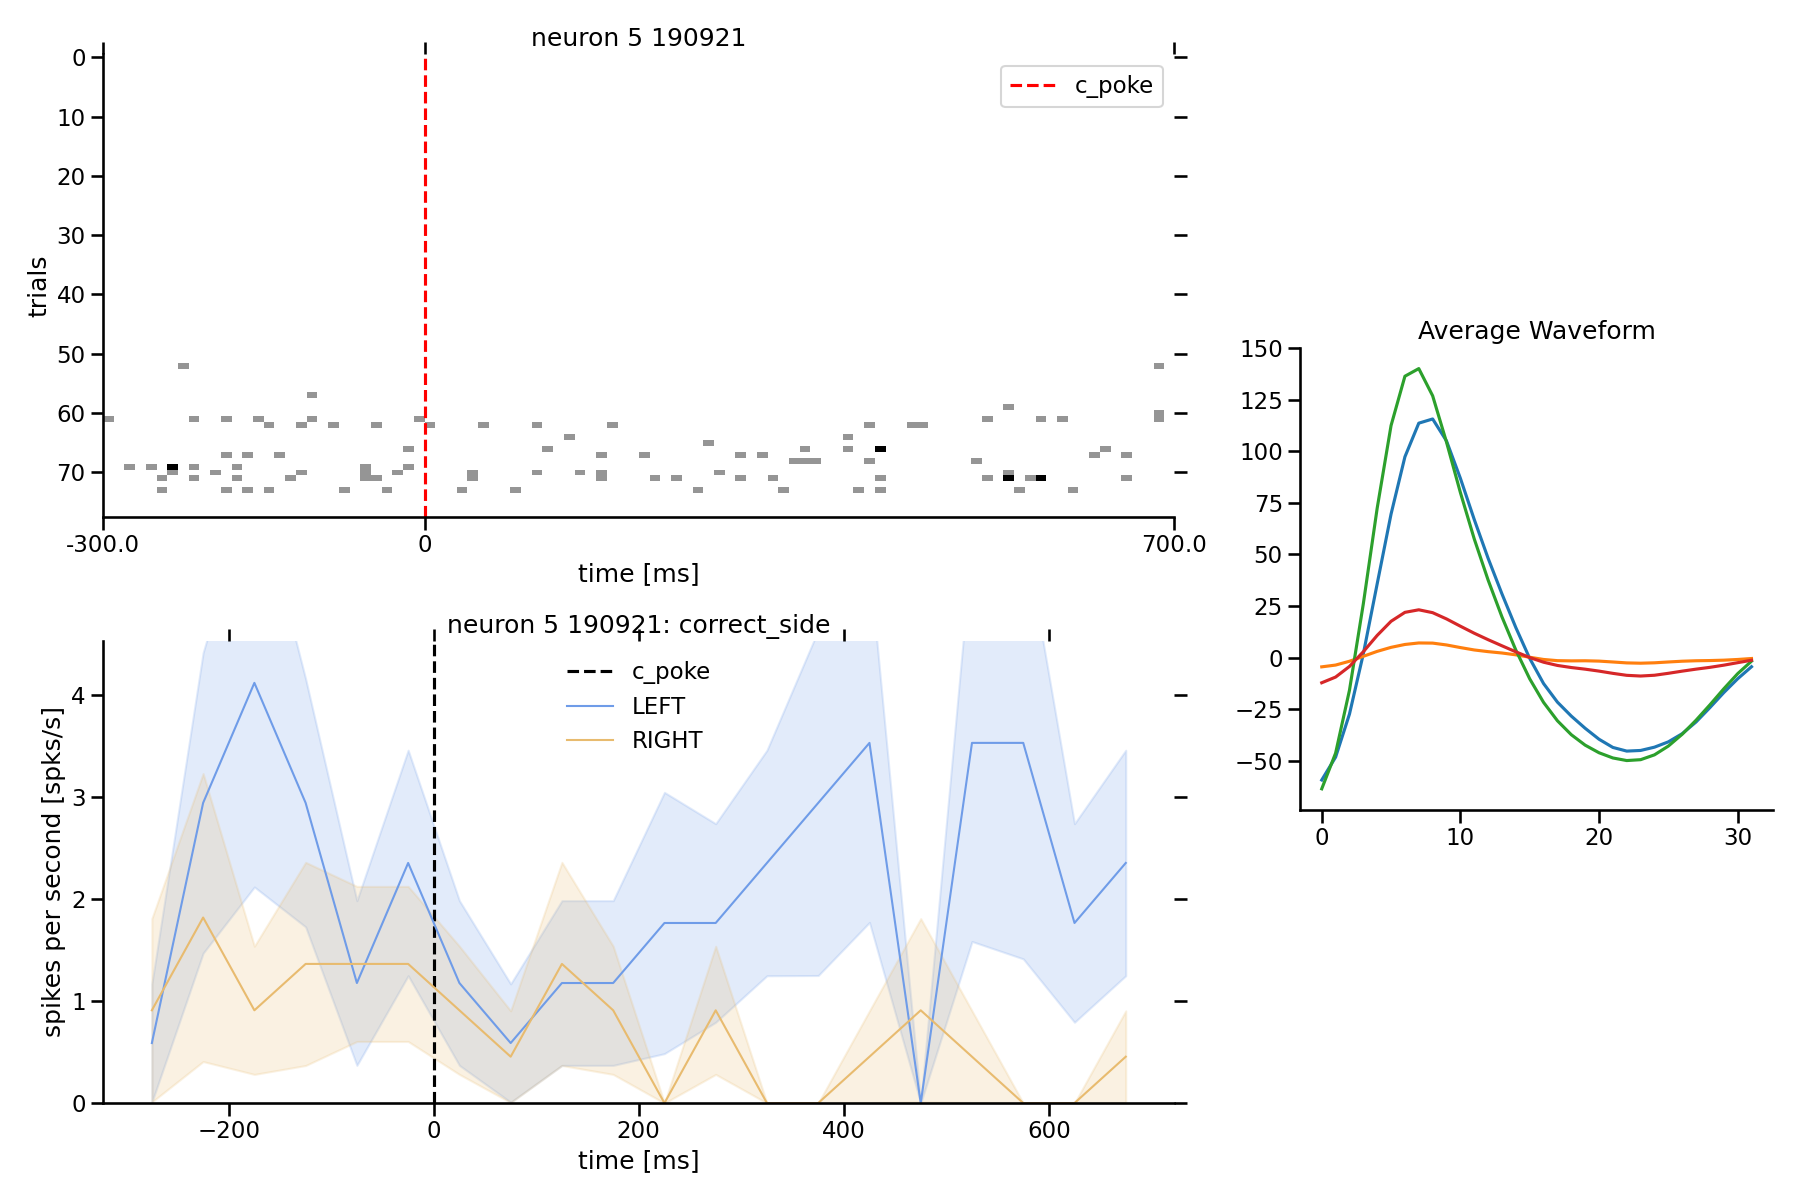 neuron 5 190921
c_poke
0
10
20
30
40
50
60
70
trials
-300.0 0 700.0
time [ms]
neuron 5 190921: correct_side
c_poke
LEFT
RIGHT
4
3
2
1
0
spikes per second [spks/s]
−200 0 200 400 600
time [ms]
Average Waveform
150
125
100
75
50
25
0
−25
−50
0 10 20 30